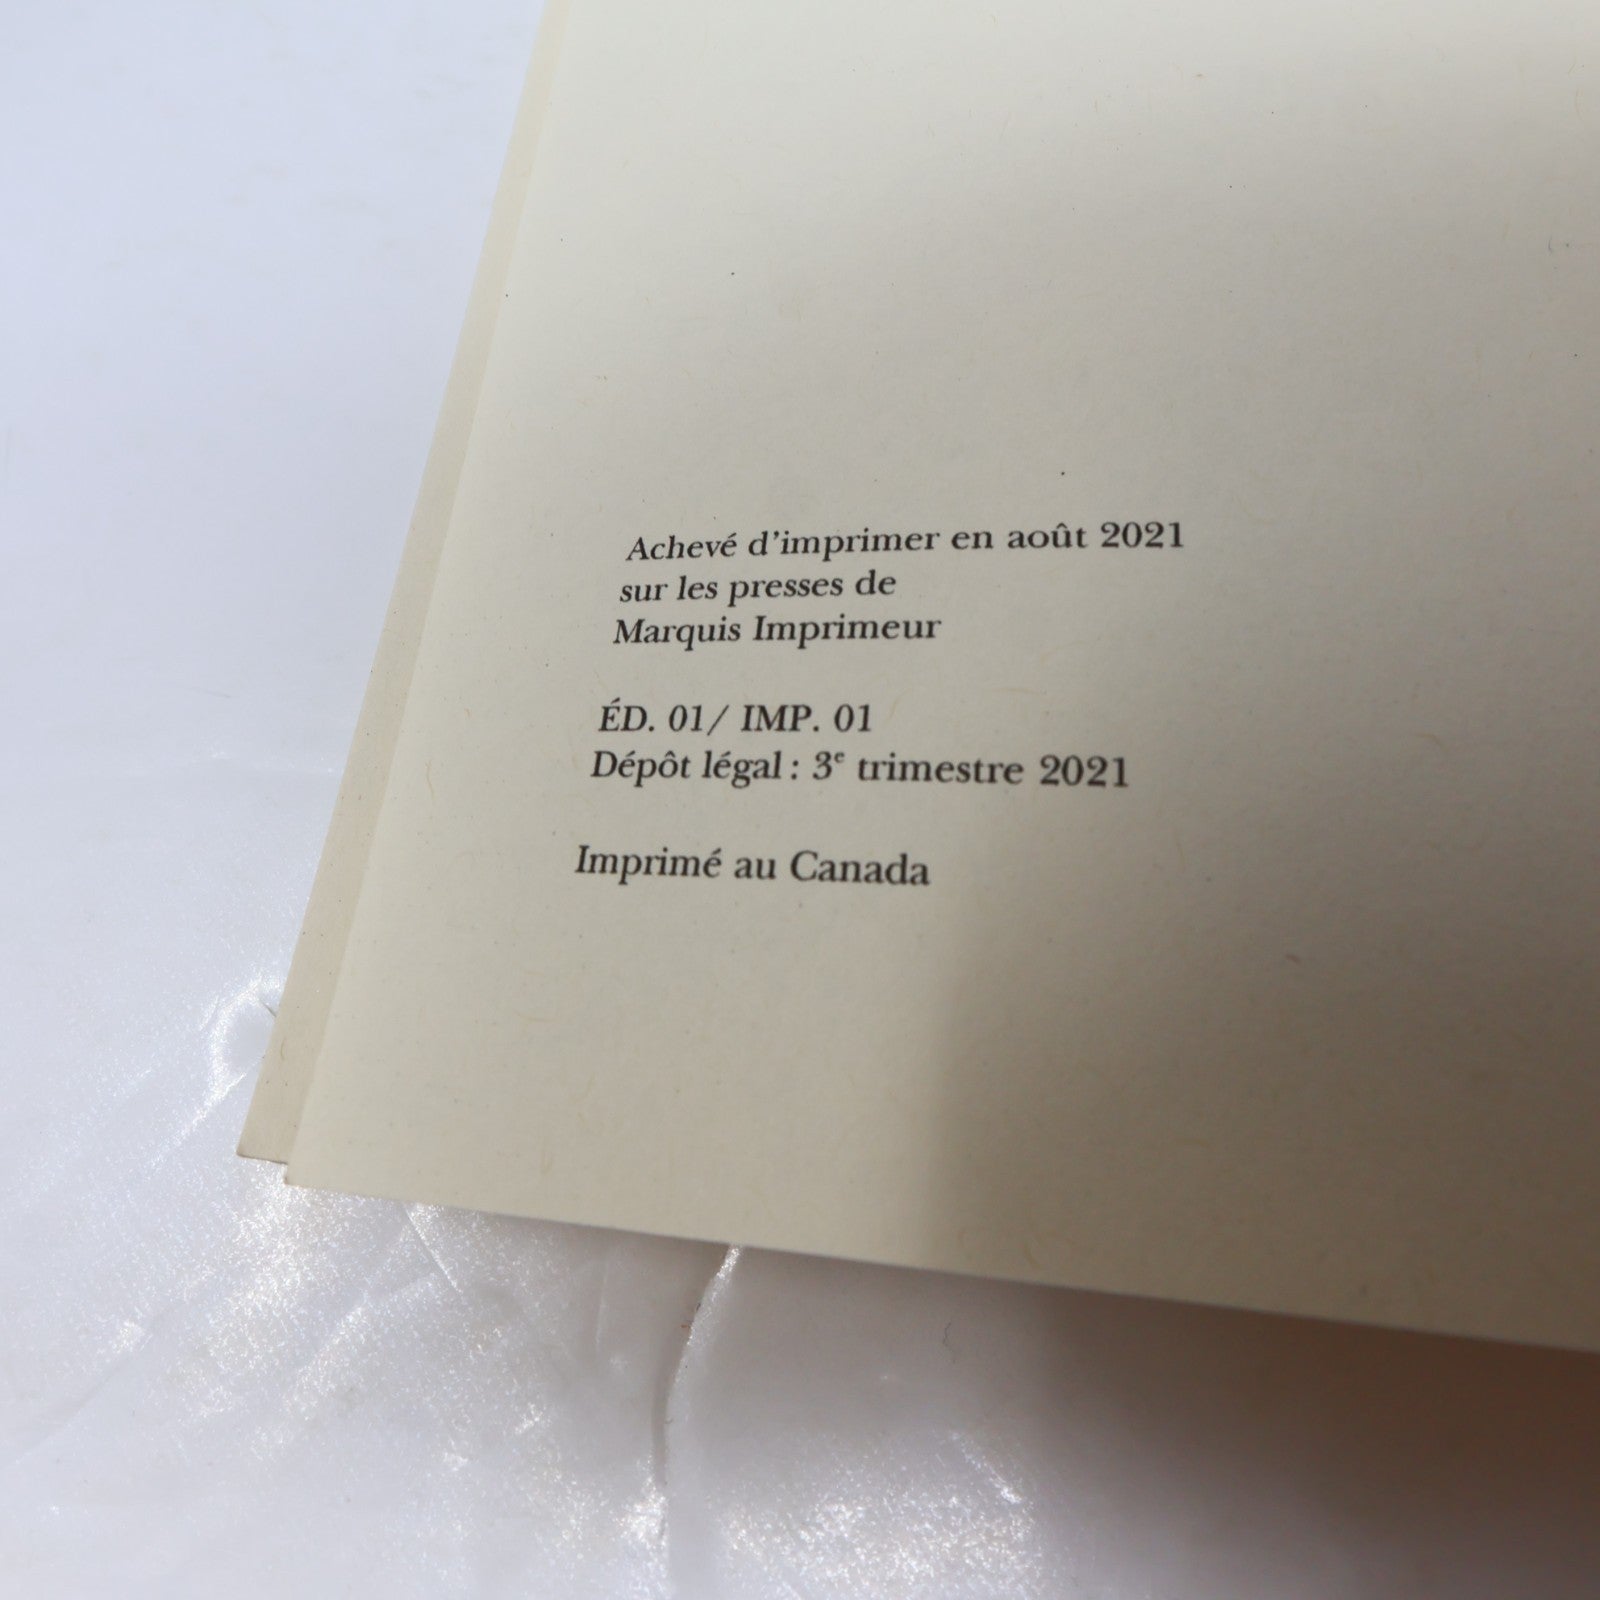 Achevé d'imprimer en août 2021
sur les presses de
Marquis Imprimeur
ÉD. 01/ IMP. 01
Dépôt légal : 3e trimestre 2021
Imprimé au Canada